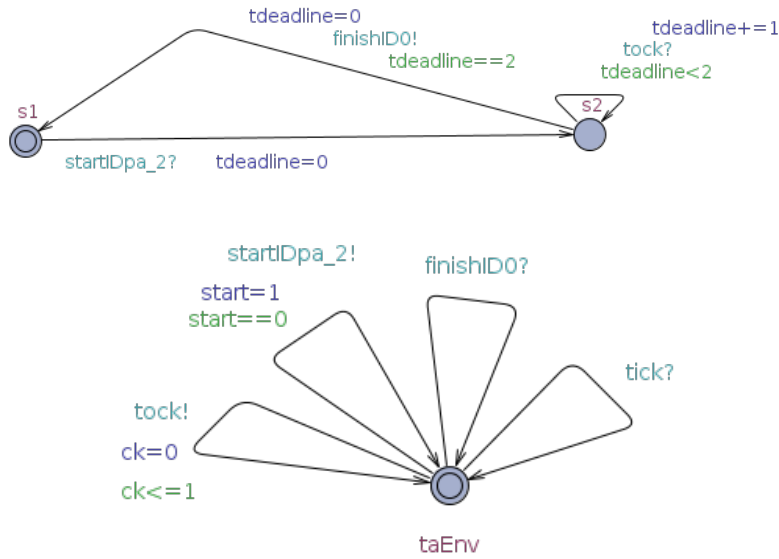 tdeadline=0
finishID0!
tdeadline==2
tdeadline+=1
tock?
tdeadline<2
s1
s2
startIDpa_2? tdeadline=0
startIDpa_2!
start=1
start==0
finishID0?
tick?
tock!
ck=0
ck<=1
taEnv